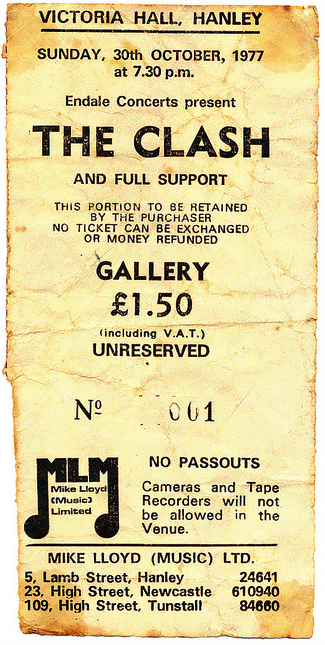 VICTORIA HALL, HANLEY
SUNDAY, 30th OCTOBER, 1977
at 7.30 p.m.
Endale Concerts present
THE CLASH
AND FULL SUPPORT
THIS PORTION TO BE RETAINED
BY THE PURCHASER
NO TICKET CAN BE EXCHANGED
OR MONEY REFUNDED
GALLERY
£1.50
(including V.A.T.)
UNRESERVED
Nº 001
MLM
Mike Lloyd
(Music)
Limited
NO PASSOUTS
Cameras and Tape
Recorders will not
be allowed in the
Venue.
MIKE LLOYD (MUSIC) LTD.
5, Lamb Street, Hanley 24641
23, High Street, Newcastle 610940
109, High Street, Tunstall 84660